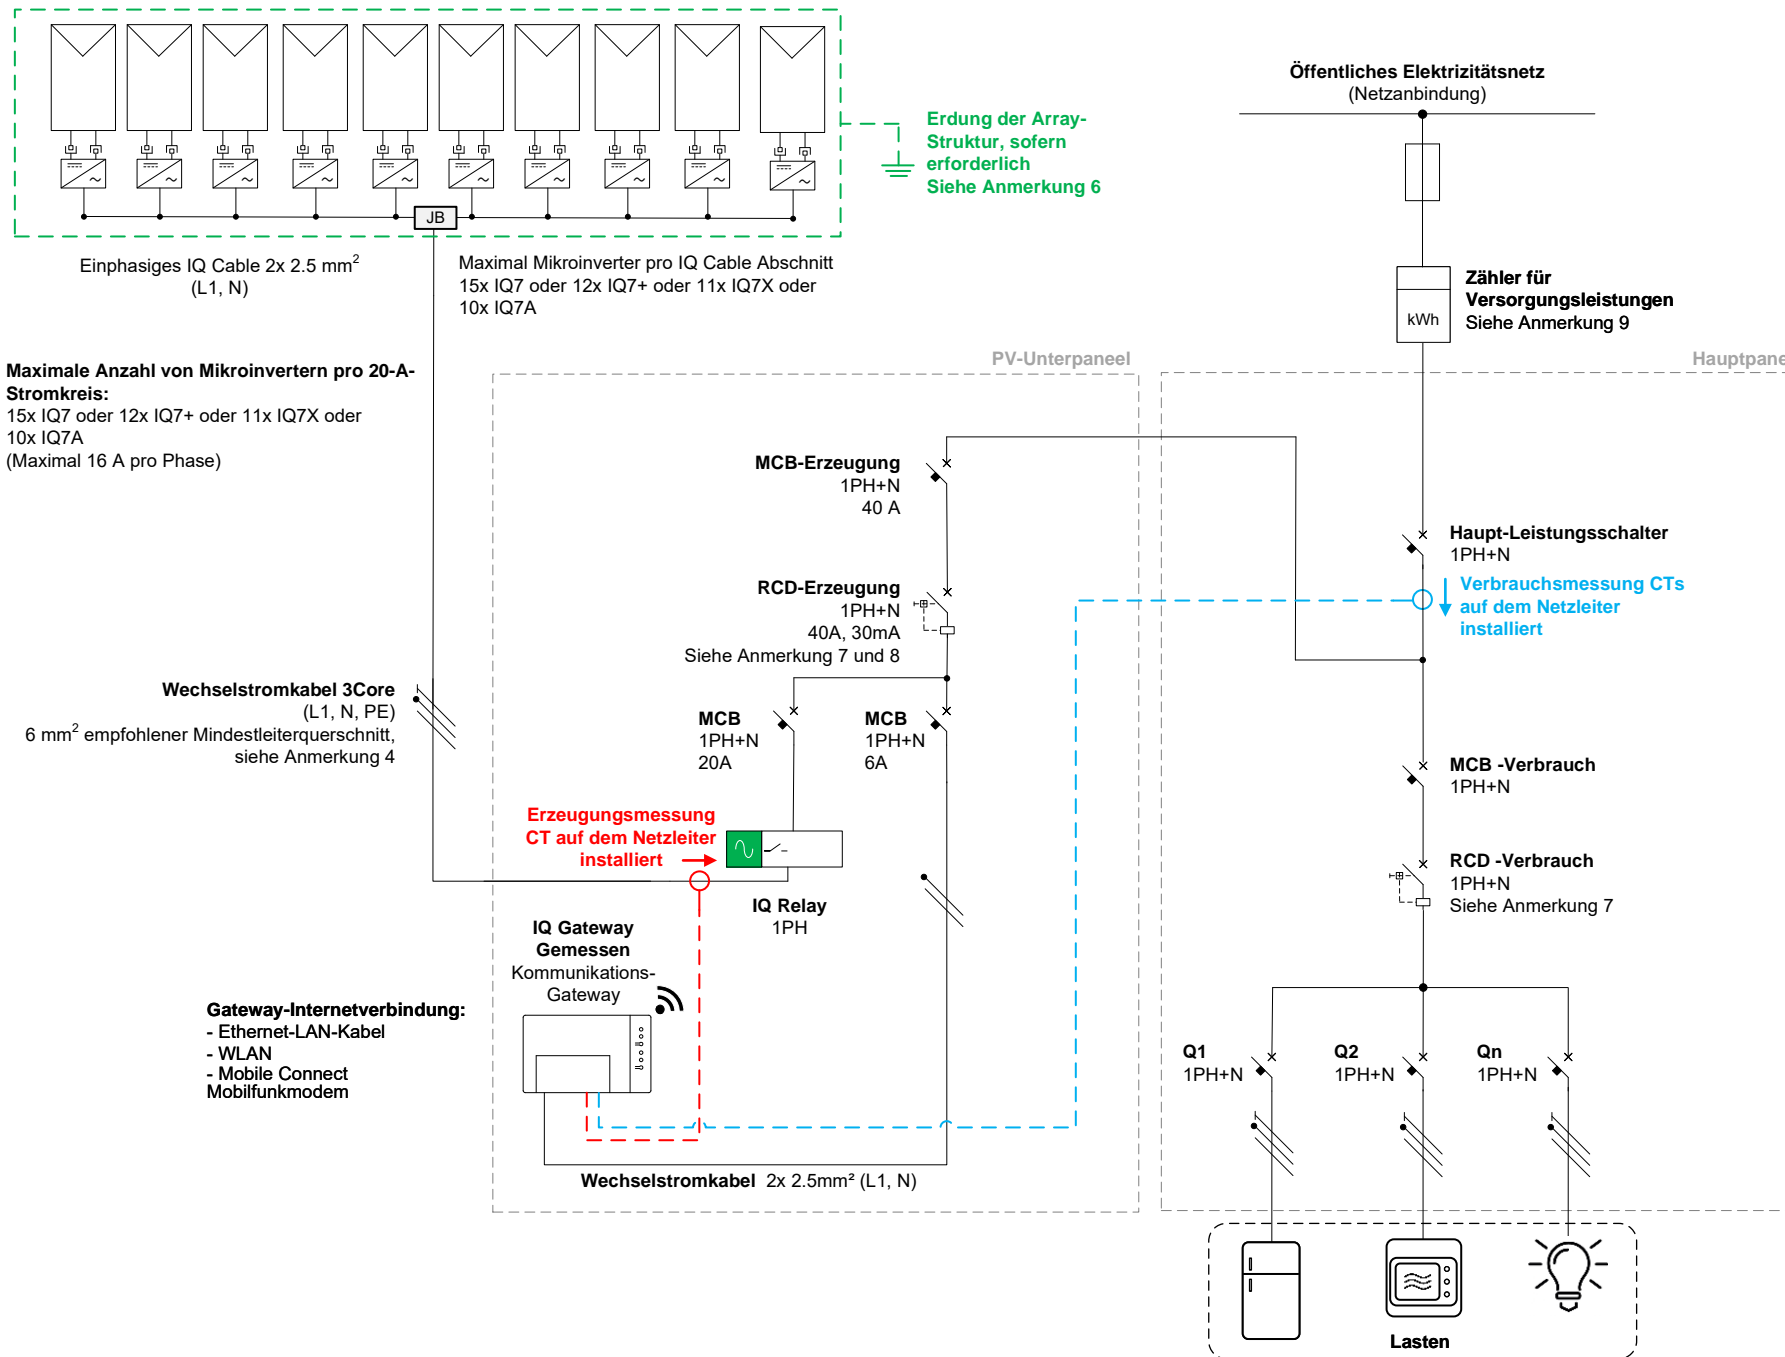 JB
Einphasiges IQ Cable 2x 2.5 mm²
(L1, N)
Maximal Mikroinverter pro IQ Cable Abschnitt
15x IQ7 oder 12x IQ7+ oder 11x IQ7X oder
10x IQ7A
Erdung der Array-
Struktur, sofern
erforderlich
Siehe Anmerkung 6
Öffentliches Elektrizitätsnetz
(Netzanbindung)
kWh
Zähler für
Versorgungsleistungen
Siehe Anmerkung 9
Maximale Anzahl von Mikroinvertern pro 20-A-
Stromkreis:
15x IQ7 oder 12x IQ7+ oder 11x IQ7X oder
10x IQ7A
(Maximal 16 A pro Phase)
PV-Unterpaneel
Hauptpane
MCB-Erzeugung
1PH+N
40 A
RCD-Erzeugung
1PH+N
40A, 30mA
Siehe Anmerkung 7 und 8
Haupt-Leistungsschalter
1PH+N
Verbrauchsmessung CTs
auf dem Netzleiter
installiert
Wechselstromkabel 3Core
(L1, N, PE)
6 mm² empfohlener Mindestleiterquerschnitt,
siehe Anmerkung 4
MCB
1PH+N
20A
MCB
1PH+N
6A
MCB -Verbrauch
1PH+N
Erzeugungsmessung
CT auf dem Netzleiter
installiert
IQ Relay
1PH
RCD -Verbrauch
1PH+N
Siehe Anmerkung 7
IQ Gateway
Gemessen
Kommunikations-
Gateway
Gateway-Internetverbindung:
- Ethernet-LAN-Kabel
- WLAN
- Mobile Connect
Mobilfunkmodem
Wechselstromkabel 2x 2.5mm² (L1, N)
Q1
1PH+N
Q2
1PH+N
Qn
1PH+N
Lasten